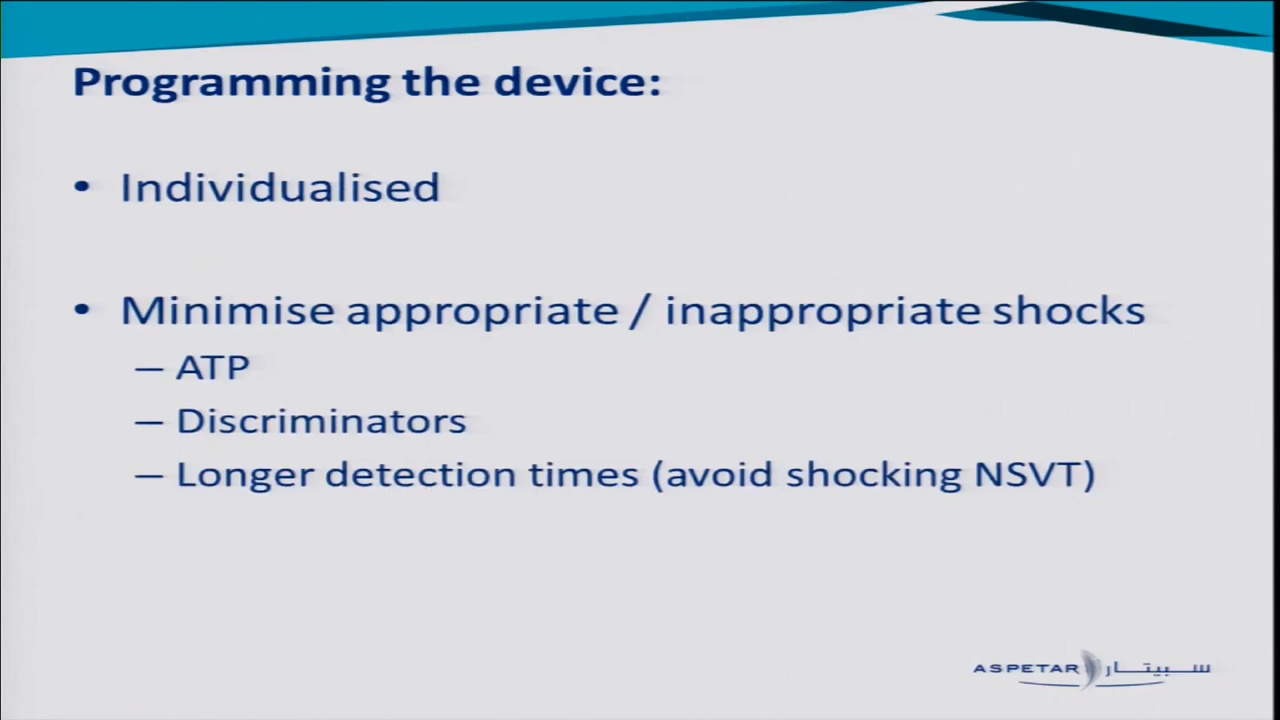 Programming the device:
• Individualised
• Minimise appropriate / inappropriate shocks
– ATP
– Discriminators
– Longer detection times (avoid shocking NSVT)
ASPETAR سبيتار